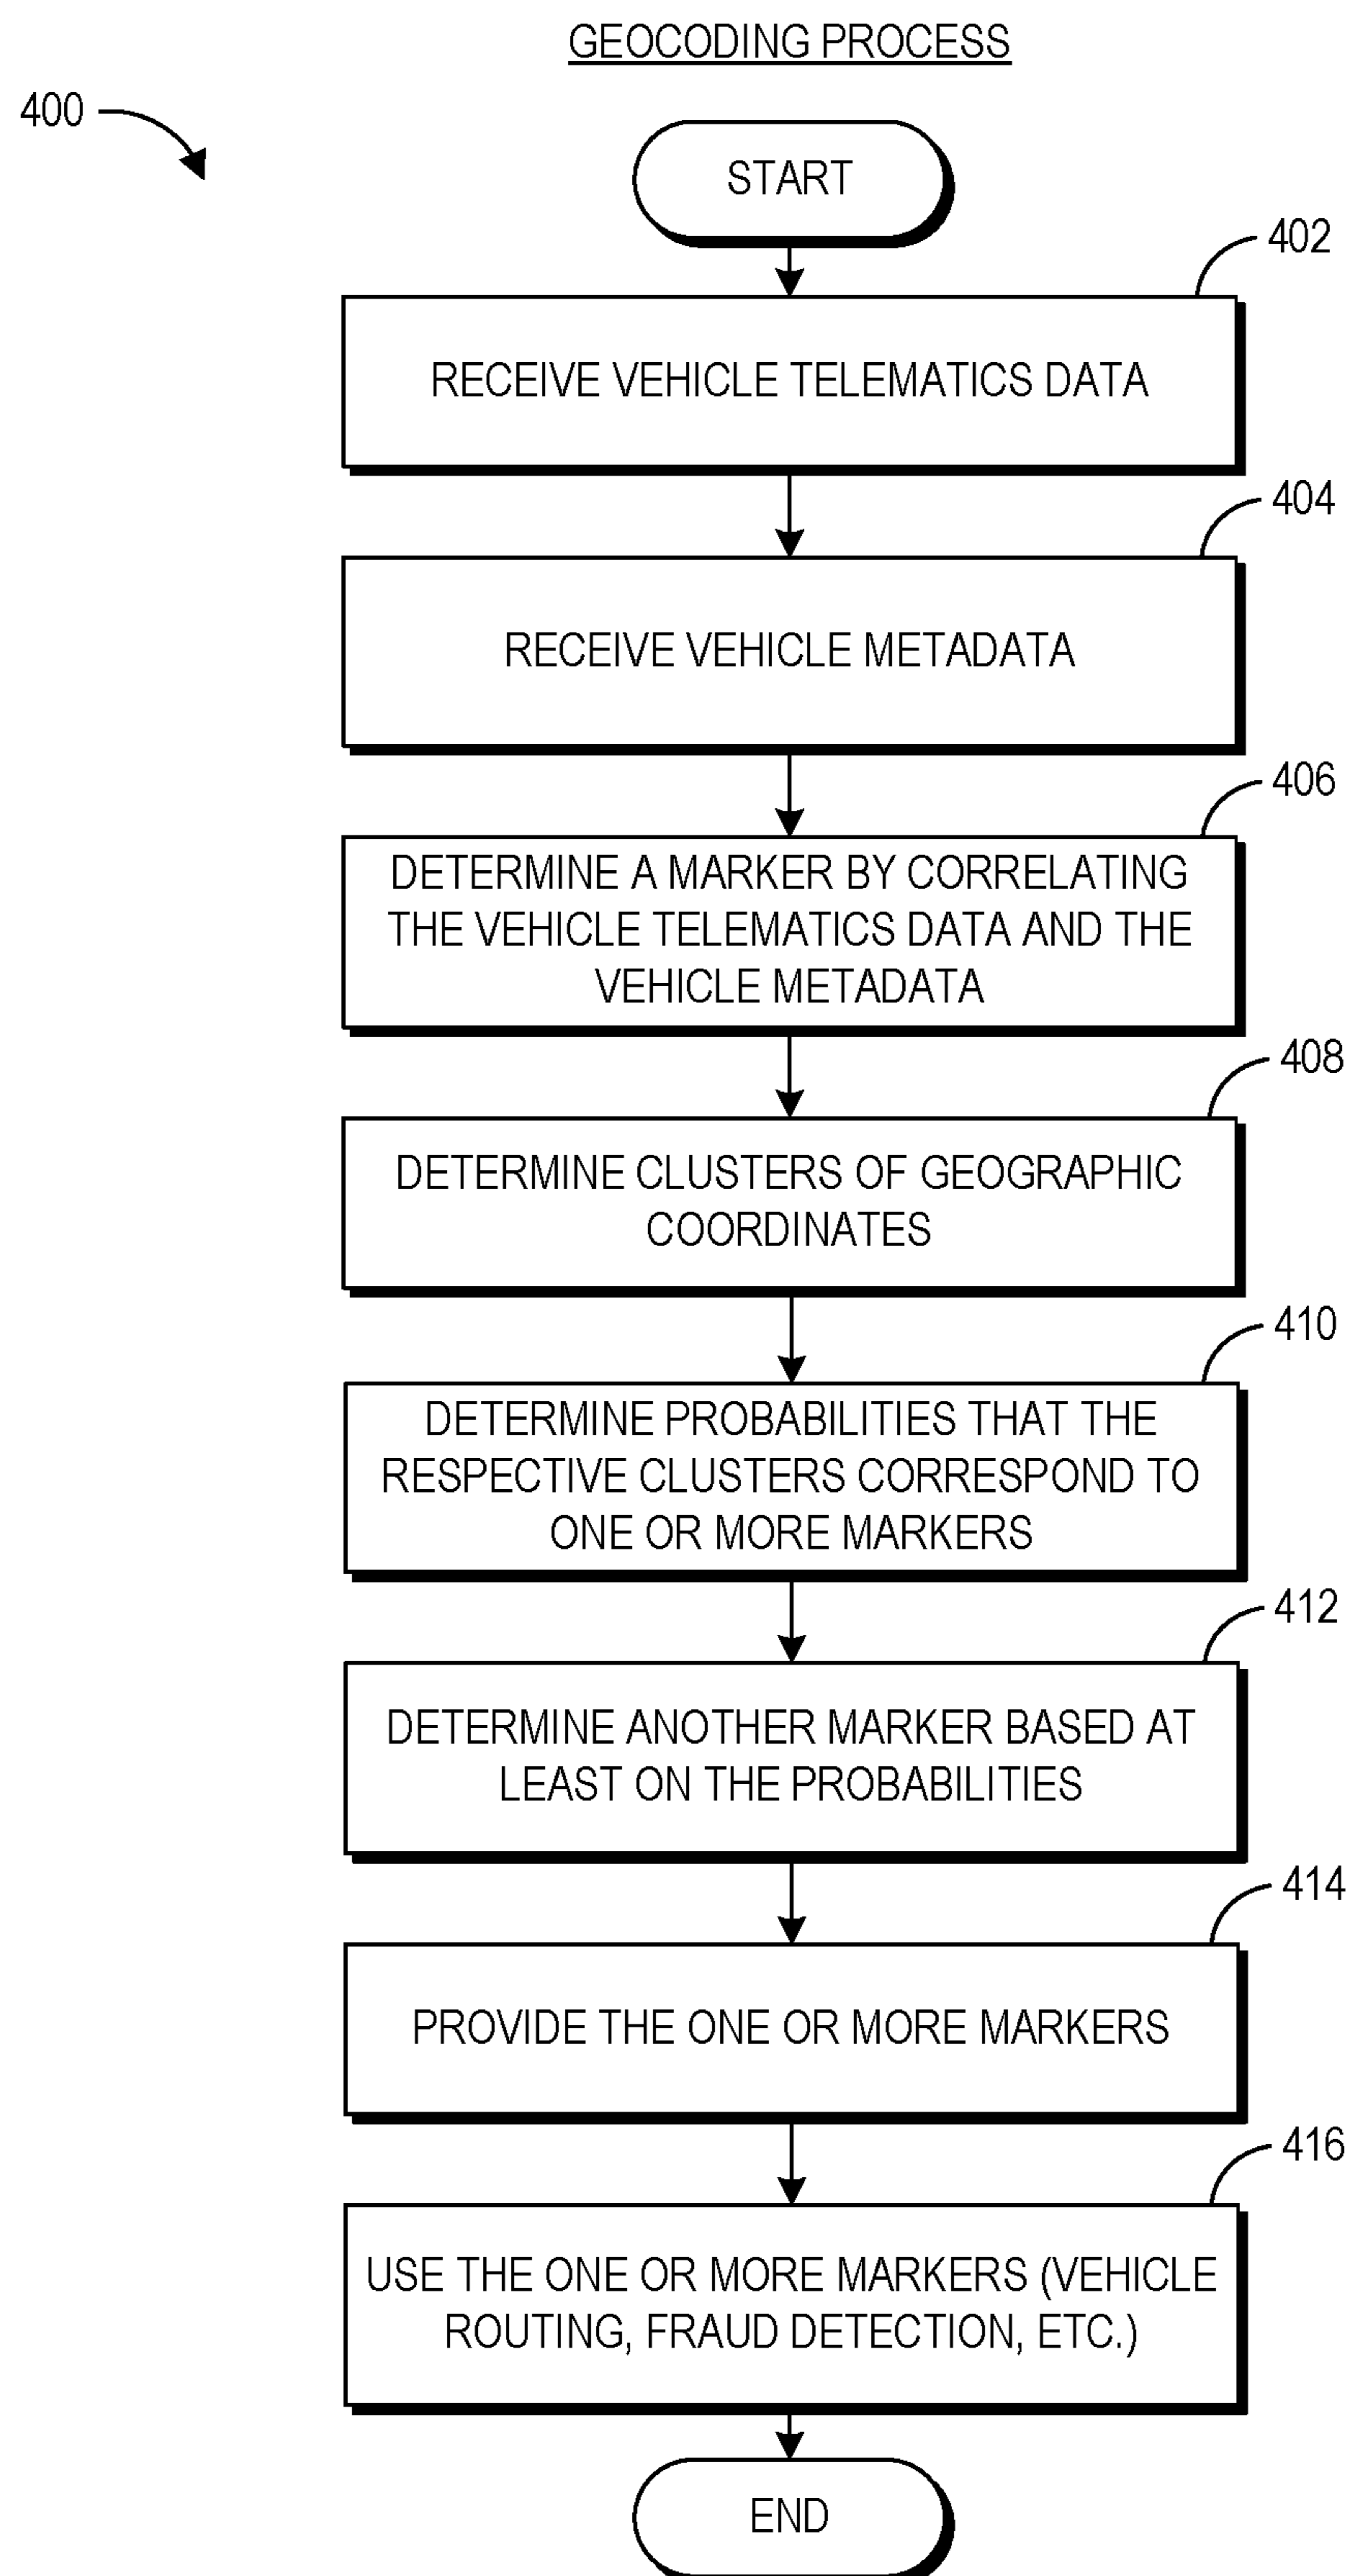 GEOCODING PROCESS
400
START
402
RECEIVE VEHICLE TELEMATICS DATA
404
RECEIVE VEHICLE METADATA
406
DETERMINE A MARKER BY CORRELATING
THE VEHICLE TELEMATICS DATA AND THE
VEHICLE METADATA
408
DETERMINE CLUSTERS OF GEOGRAPHIC
COORDINATES
410
DETERMINE PROBABILITIES THAT THE
RESPECTIVE CLUSTERS CORRESPOND TO
ONE OR MORE MARKERS
412
DETERMINE ANOTHER MARKER BASED AT
LEAST ON THE PROBABILITIES
414
PROVIDE THE ONE OR MORE MARKERS
416
USE THE ONE OR MORE MARKERS (VEHICLE
ROUTING, FRAUD DETECTION, ETC.)
END